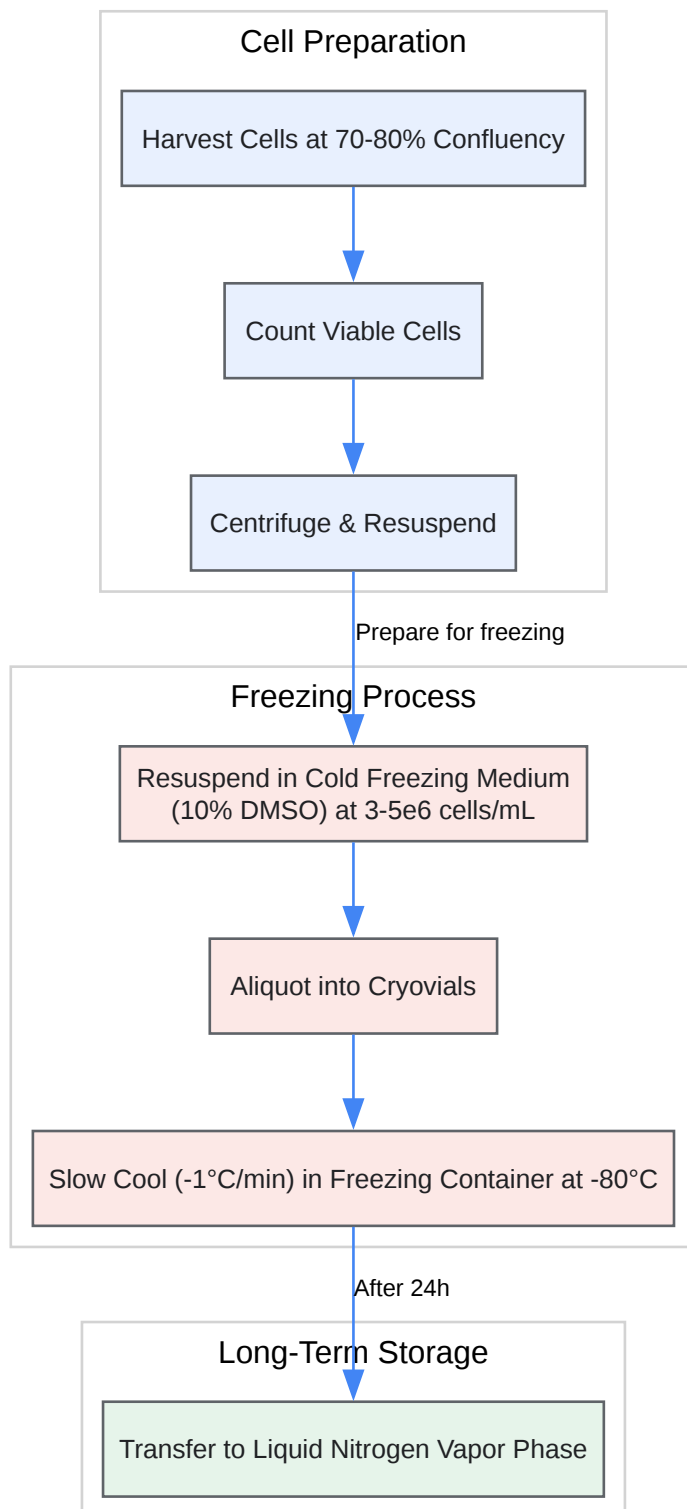 Cell Preparation
Harvest Cells at 70-80% Confluency
Count Viable Cells
Centrifuge & Resuspend
Prepare for freezing
Freezing Process
Resuspend in Cold Freezing Medium
(10% DMSO) at 3-5e6 cells/mL
Aliquot into Cryovials
Slow Cool (-1°C/min) in Freezing Container at -80°C
After 24h
Long-Term Storage
Transfer to Liquid Nitrogen Vapor Phase